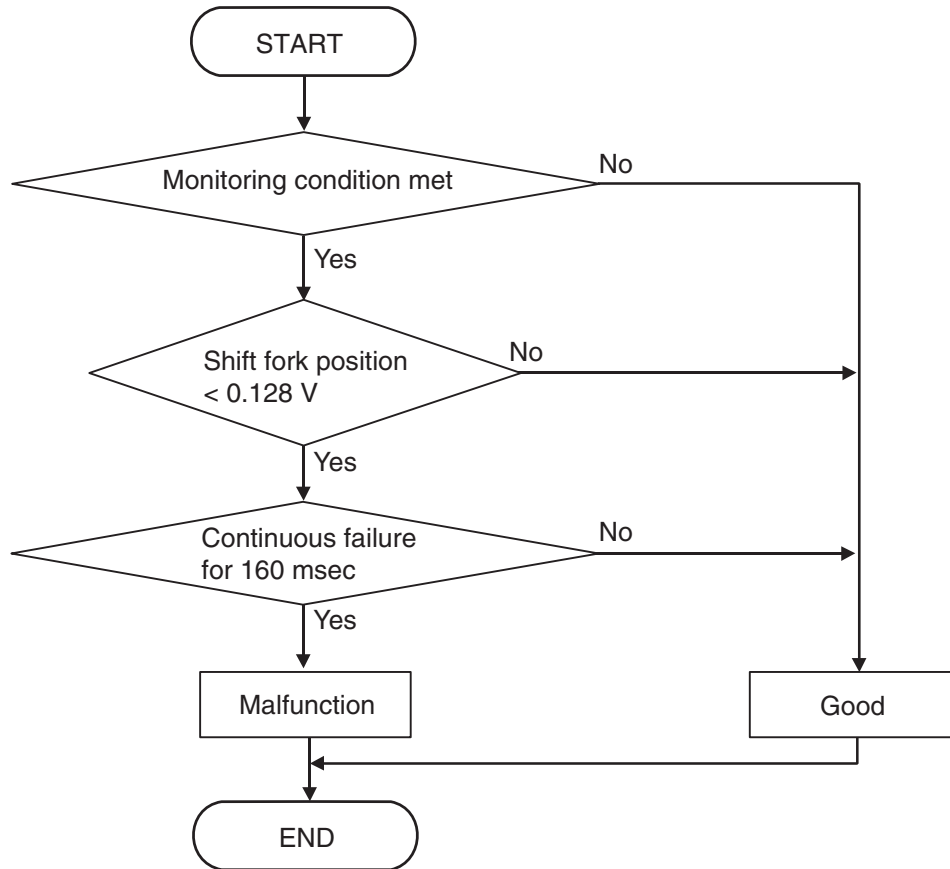 START
Monitoring condition met
No
Yes
Shift fork position
< 0.128 V
No
Yes
Continuous failure
for 160 msec
No
Yes
Malfunction
Good
END